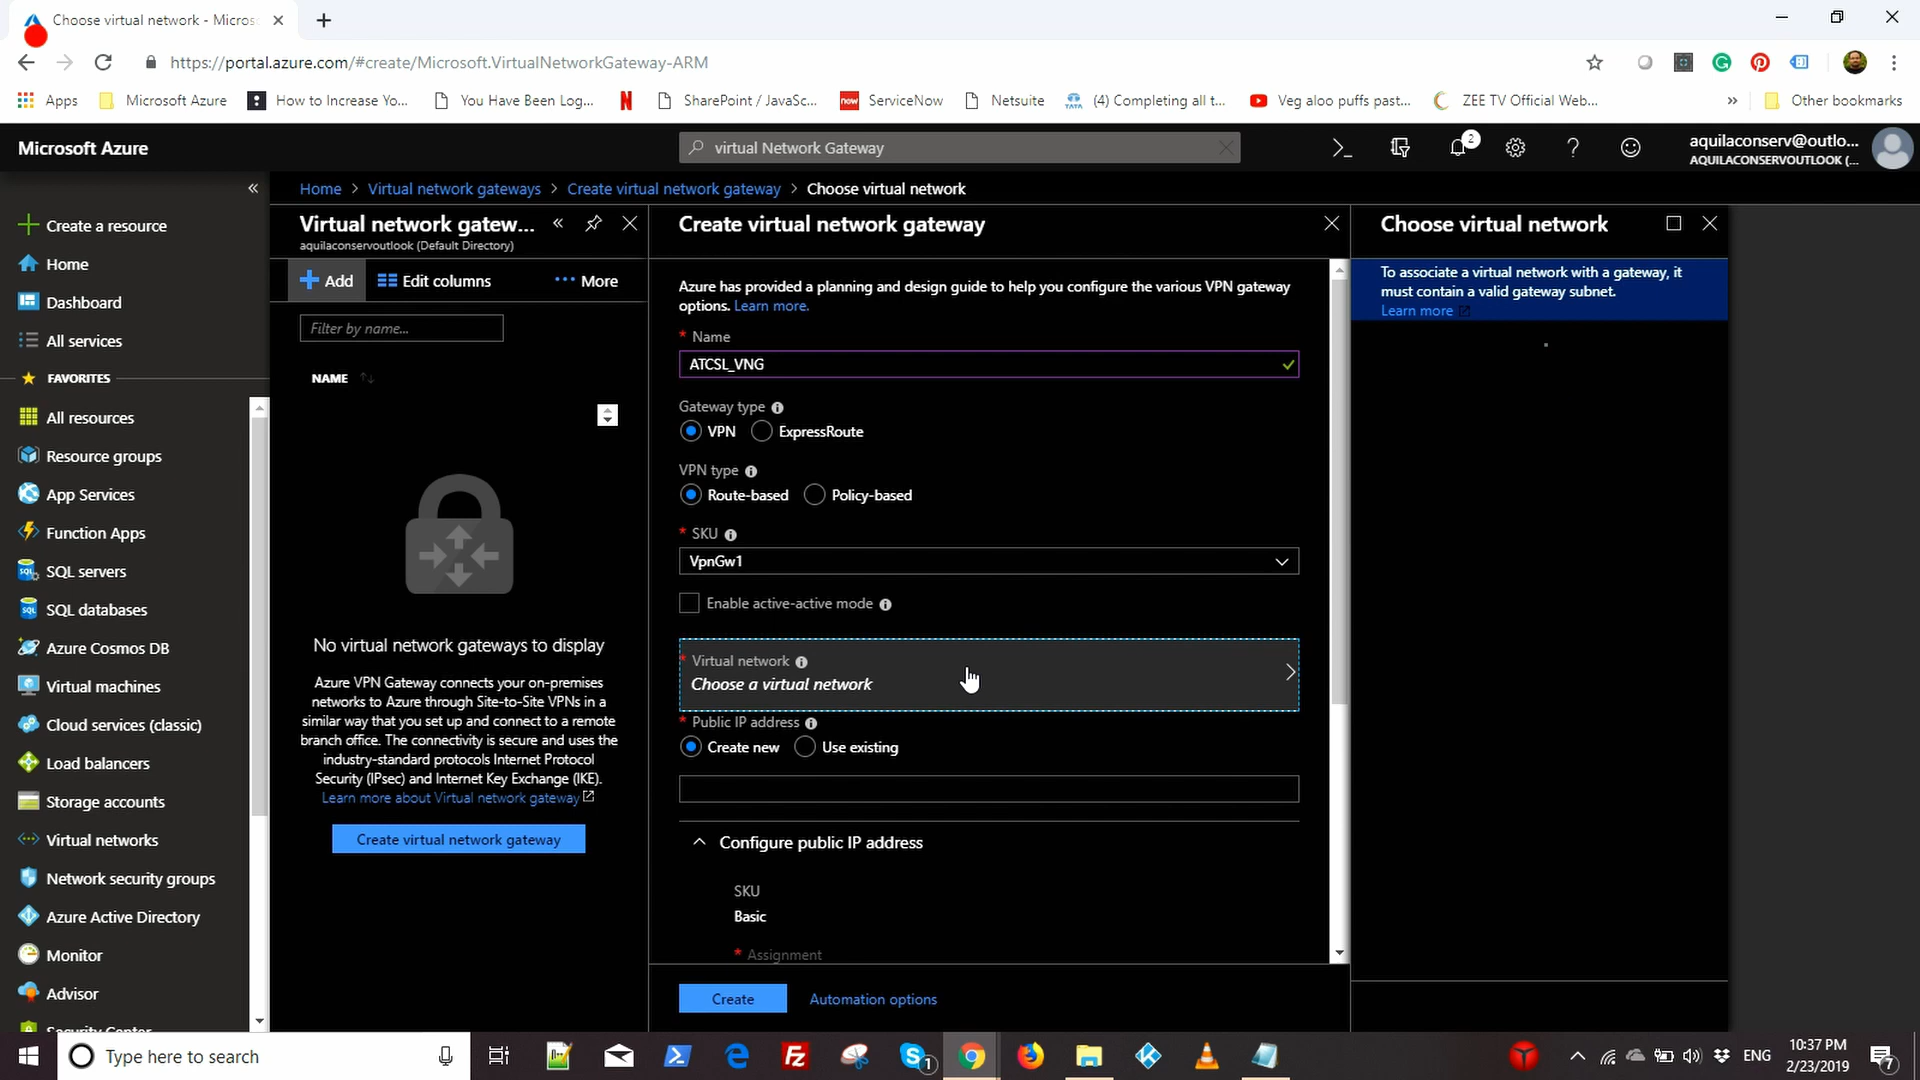 Choose virtual network - Micros
https://portal.azure.com/#create/Microsoft.VirtualNetworkGateway-ARM
Apps
Microsoft Azure
How to Increase Yo...
You Have Been Log...
SharePoint / JavaSc...
now
ServiceNow
Netsuite
TATA
(4) Completing all t...
Veg aloo puffs past...
ZEE TV Official Web...
»
Other bookmarks
Microsoft Azure
virtual Network Gateway
2
aquilaconserv@outlo...
AQUILACONSERVOUTLOOK (...
Home > Virtual network gateways > Create virtual network gateway > Choose virtual network
Create a resource
Home
Dashboard
All services
FAVORITES
All resources
Resource groups
App Services
Function Apps
SQL servers
SQL databases
Azure Cosmos DB
Virtual machines
Cloud services (classic)
Load balancers
Storage accounts
Virtual networks
Network security groups
Azure Active Directory
Monitor
Advisor
Security Center
Virtual network gatew...
aquilaconservoutlook (Default Directory)
Add
Edit columns
More
Filter by name...
NAME
No virtual network gateways to display
Azure VPN Gateway connects your on-premises
networks to Azure through Site-to-Site VPNs in a
similar way that you set up and connect to a remote
branch office. The connectivity is secure and uses the
industry-standard protocols Internet Protocol
Security (IPsec) and Internet Key Exchange (IKE).
Learn more about Virtual network gateway
Create virtual network gateway
Create virtual network gateway
Azure has provided a planning and design guide to help you configure the various VPN gateway
options. Learn more.
* Name
ATCSL_VNG
Gateway type
VPN
ExpressRoute
VPN type
Route-based
Policy-based
* SKU
VpnGw1
Enable active-active mode
* Virtual network
Choose a virtual network
* Public IP address
Create new
Use existing
Configure public IP address
SKU
Basic
* Assignment
Create
Automation options
Choose virtual network
To associate a virtual network with a gateway, it
must contain a valid gateway subnet.
Learn more
Type here to search
1
ENG
10:37 PM
2/23/2019
7